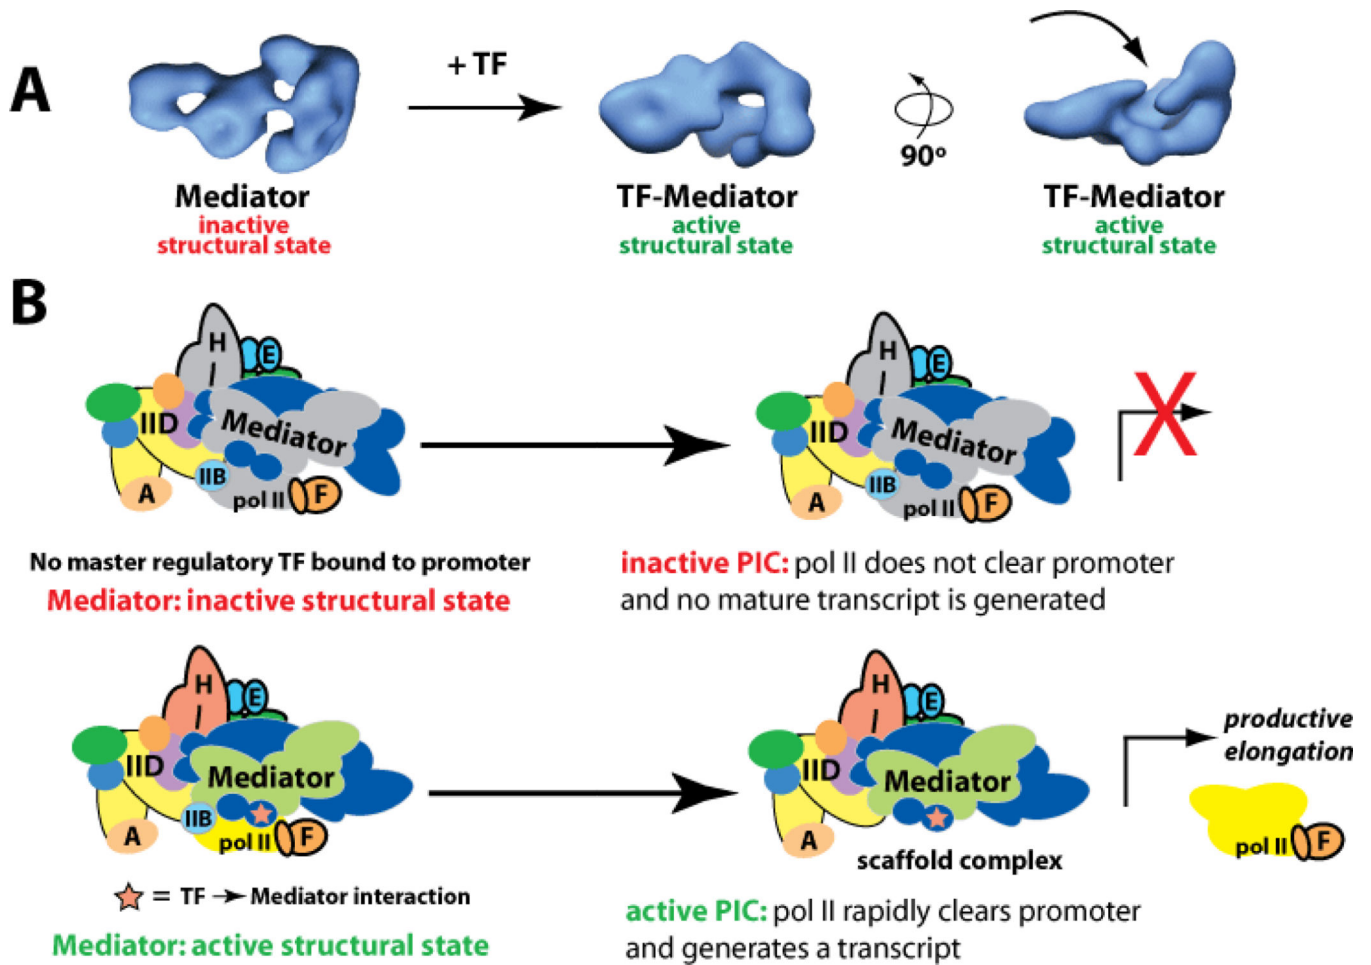 A
+ TF
90º
Mediator
inactive
structural state
TF-Mediator
active
structural state
TF-Mediator
active
structural state
B
H
E
IID
Mediator
IIB
A
pol II
F
H
E
IID
Mediator
IIB
A
pol II
F
X
No master regulatory TF bound to promoter
Mediator: inactive structural state
inactive PIC: pol II does not clear promoter
and no mature transcript is generated
H
E
IID
Mediator
IIB
A
pol II
F
H
E
IID
Mediator
A
scaffold complex
productive
elongation
pol II
F
= TF → Mediator interaction
Mediator: active structural state
active PIC: pol II rapidly clears promoter
and generates a transcript